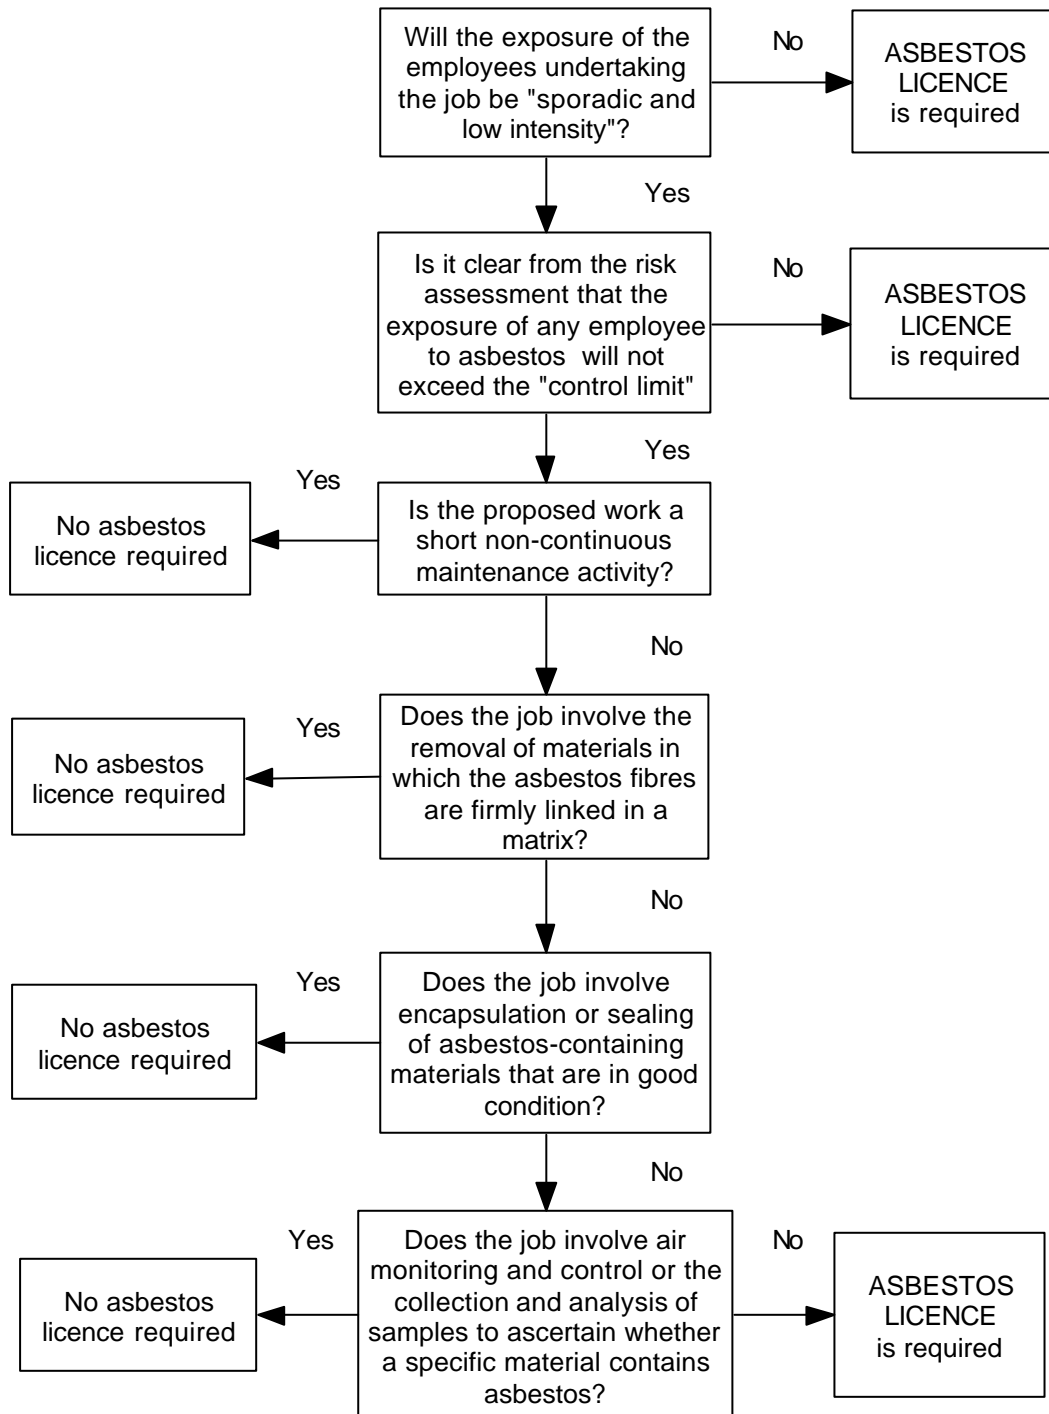 Will the exposure of the
employees undertaking
the job be "sporadic and
low intensity"?
No
ASBESTOS
LICENCE
is required
Yes
Is it clear from the risk
assessment that the
exposure of any employee
to asbestos will not
exceed the "control limit"
No
ASBESTOS
LICENCE
is required
Yes
Yes
No asbestos
licence required
Is the proposed work a
short non-continuous
maintenance activity?
No
Yes
No asbestos
licence required
Does the job involve the
removal of materials in
which the asbestos fibres
are firmly linked in a
matrix?
No
Yes
No asbestos
licence required
Does the job involve
encapsulation or sealing
of asbestos-containing
materials that are in good
condition?
No
Yes
No asbestos
licence required
Does the job involve air
monitoring and control or the
collection and analysis of
samples to ascertain whether
a specific material contains
asbestos?
No
ASBESTOS
LICENCE
is required